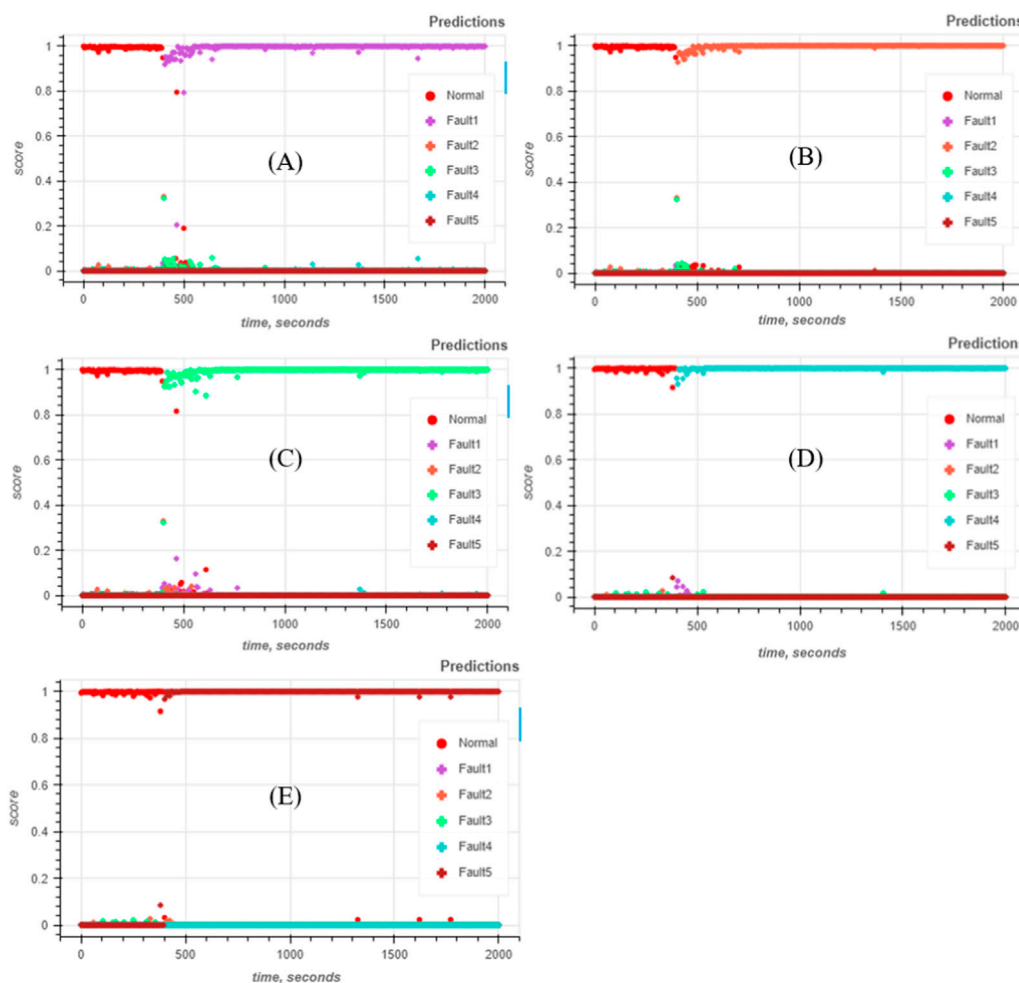 Predictions
1
0.8
0.6
0.4
0.2
0
score
0 500 1000 1500 2000
time, seconds
(A)
Normal
Fault1
Fault2
Fault3
Fault4
Fault5
Predictions
1
0.8
0.6
0.4
0.2
0
score
0 500 1000 1500 2000
time, seconds
(B)
Normal
Fault1
Fault2
Fault3
Fault4
Fault5
Predictions
1
0.8
0.6
0.4
0.2
0
score
0 500 1000 1500 2000
time, seconds
(C)
Normal
Fault1
Fault2
Fault3
Fault4
Fault5
Predictions
1
0.8
0.6
0.4
0.2
0
score
0 500 1000 1500 2000
time, seconds
(D)
Normal
Fault1
Fault2
Fault3
Fault4
Fault5
Predictions
1
0.8
0.6
0.4
0.2
0
score
0 500 1000 1500 2000
time, seconds
(E)
Normal
Fault1
Fault2
Fault3
Fault4
Fault5